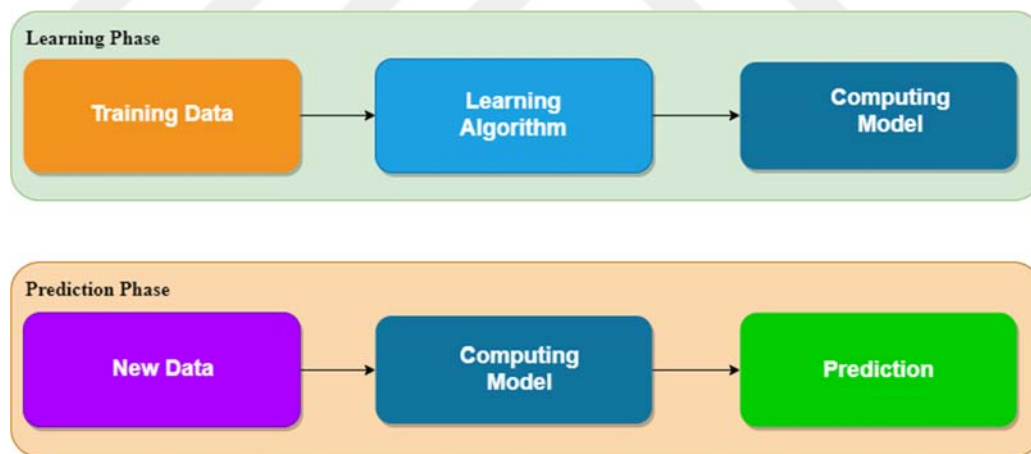 Learning Phase
Training Data
Learning
Algorithm
Computing
Model
Prediction Phase
New Data
Computing
Model
Prediction